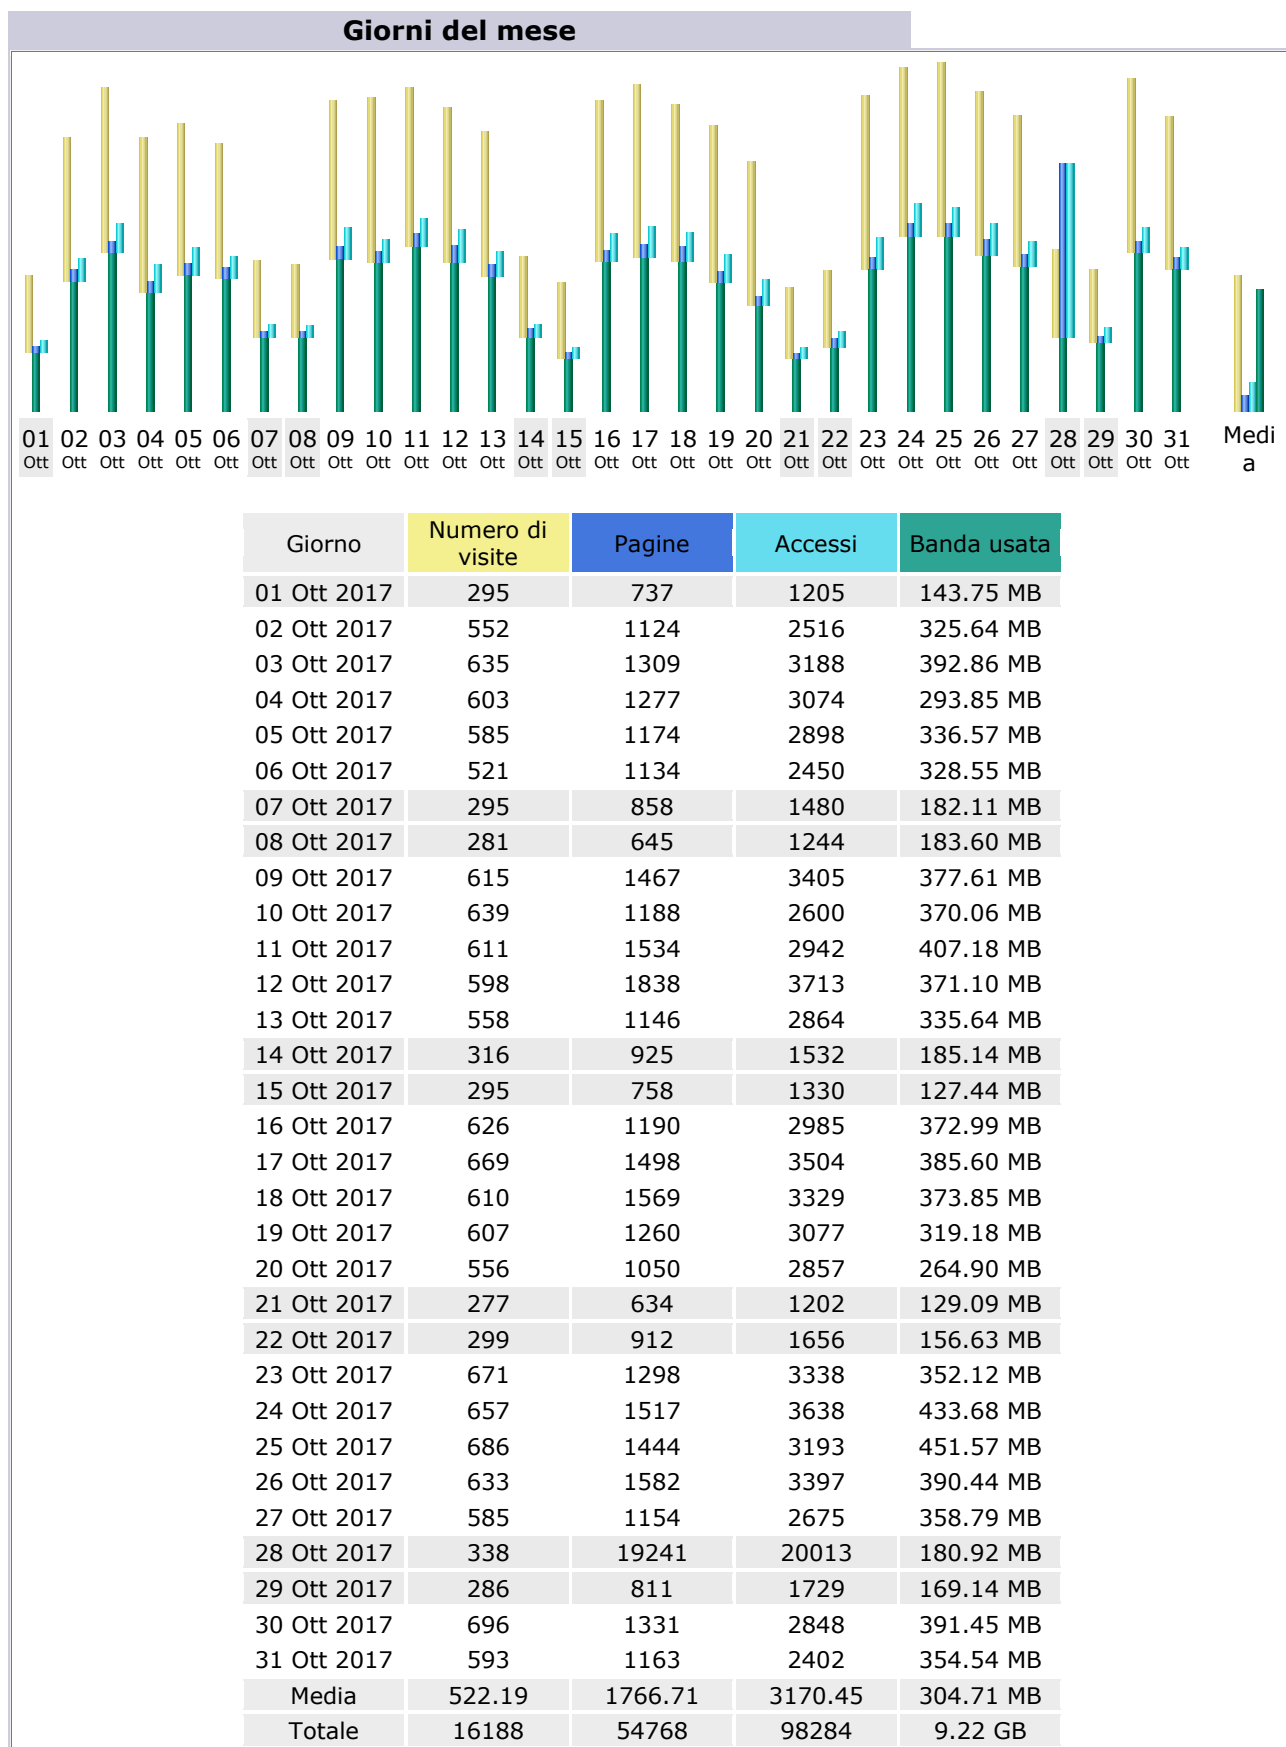 Giorni del mese
01 02 03 04 05 06 07 08 09 10 11 12 13 14 15 16 17 18 19 20 21 22 23 24 25 26 27 28 29 30 31 Medi
Ott Ott Ott Ott Ott Ott Ott Ott Ott Ott Ott Ott Ott Ott Ott Ott Ott Ott Ott Ott Ott Ott Ott Ott Ott Ott Ott Ott Ott Ott Ott a
Giorno Numero di visite Pagine Accessi Banda usata
01 Ott 2017 295 737 1205 143.75 MB
02 Ott 2017 552 1124 2516 325.64 MB
03 Ott 2017 635 1309 3188 392.86 MB
04 Ott 2017 603 1277 3074 293.85 MB
05 Ott 2017 585 1174 2898 336.57 MB
06 Ott 2017 521 1134 2450 328.55 MB
07 Ott 2017 295 858 1480 182.11 MB
08 Ott 2017 281 645 1244 183.60 MB
09 Ott 2017 615 1467 3405 377.61 MB
10 Ott 2017 639 1188 2600 370.06 MB
11 Ott 2017 611 1534 2942 407.18 MB
12 Ott 2017 598 1838 3713 371.10 MB
13 Ott 2017 558 1146 2864 335.64 MB
14 Ott 2017 316 925 1532 185.14 MB
15 Ott 2017 295 758 1330 127.44 MB
16 Ott 2017 626 1190 2985 372.99 MB
17 Ott 2017 669 1498 3504 385.60 MB
18 Ott 2017 610 1569 3329 373.85 MB
19 Ott 2017 607 1260 3077 319.18 MB
20 Ott 2017 556 1050 2857 264.90 MB
21 Ott 2017 277 634 1202 129.09 MB
22 Ott 2017 299 912 1656 156.63 MB
23 Ott 2017 671 1298 3338 352.12 MB
24 Ott 2017 657 1517 3638 433.68 MB
25 Ott 2017 686 1444 3193 451.57 MB
26 Ott 2017 633 1582 3397 390.44 MB
27 Ott 2017 585 1154 2675 358.79 MB
28 Ott 2017 338 19241 20013 180.92 MB
29 Ott 2017 286 811 1729 169.14 MB
30 Ott 2017 696 1331 2848 391.45 MB
31 Ott 2017 593 1163 2402 354.54 MB
Media 522.19 1766.71 3170.45 304.71 MB
Totale 16188 54768 98284 9.22 GB